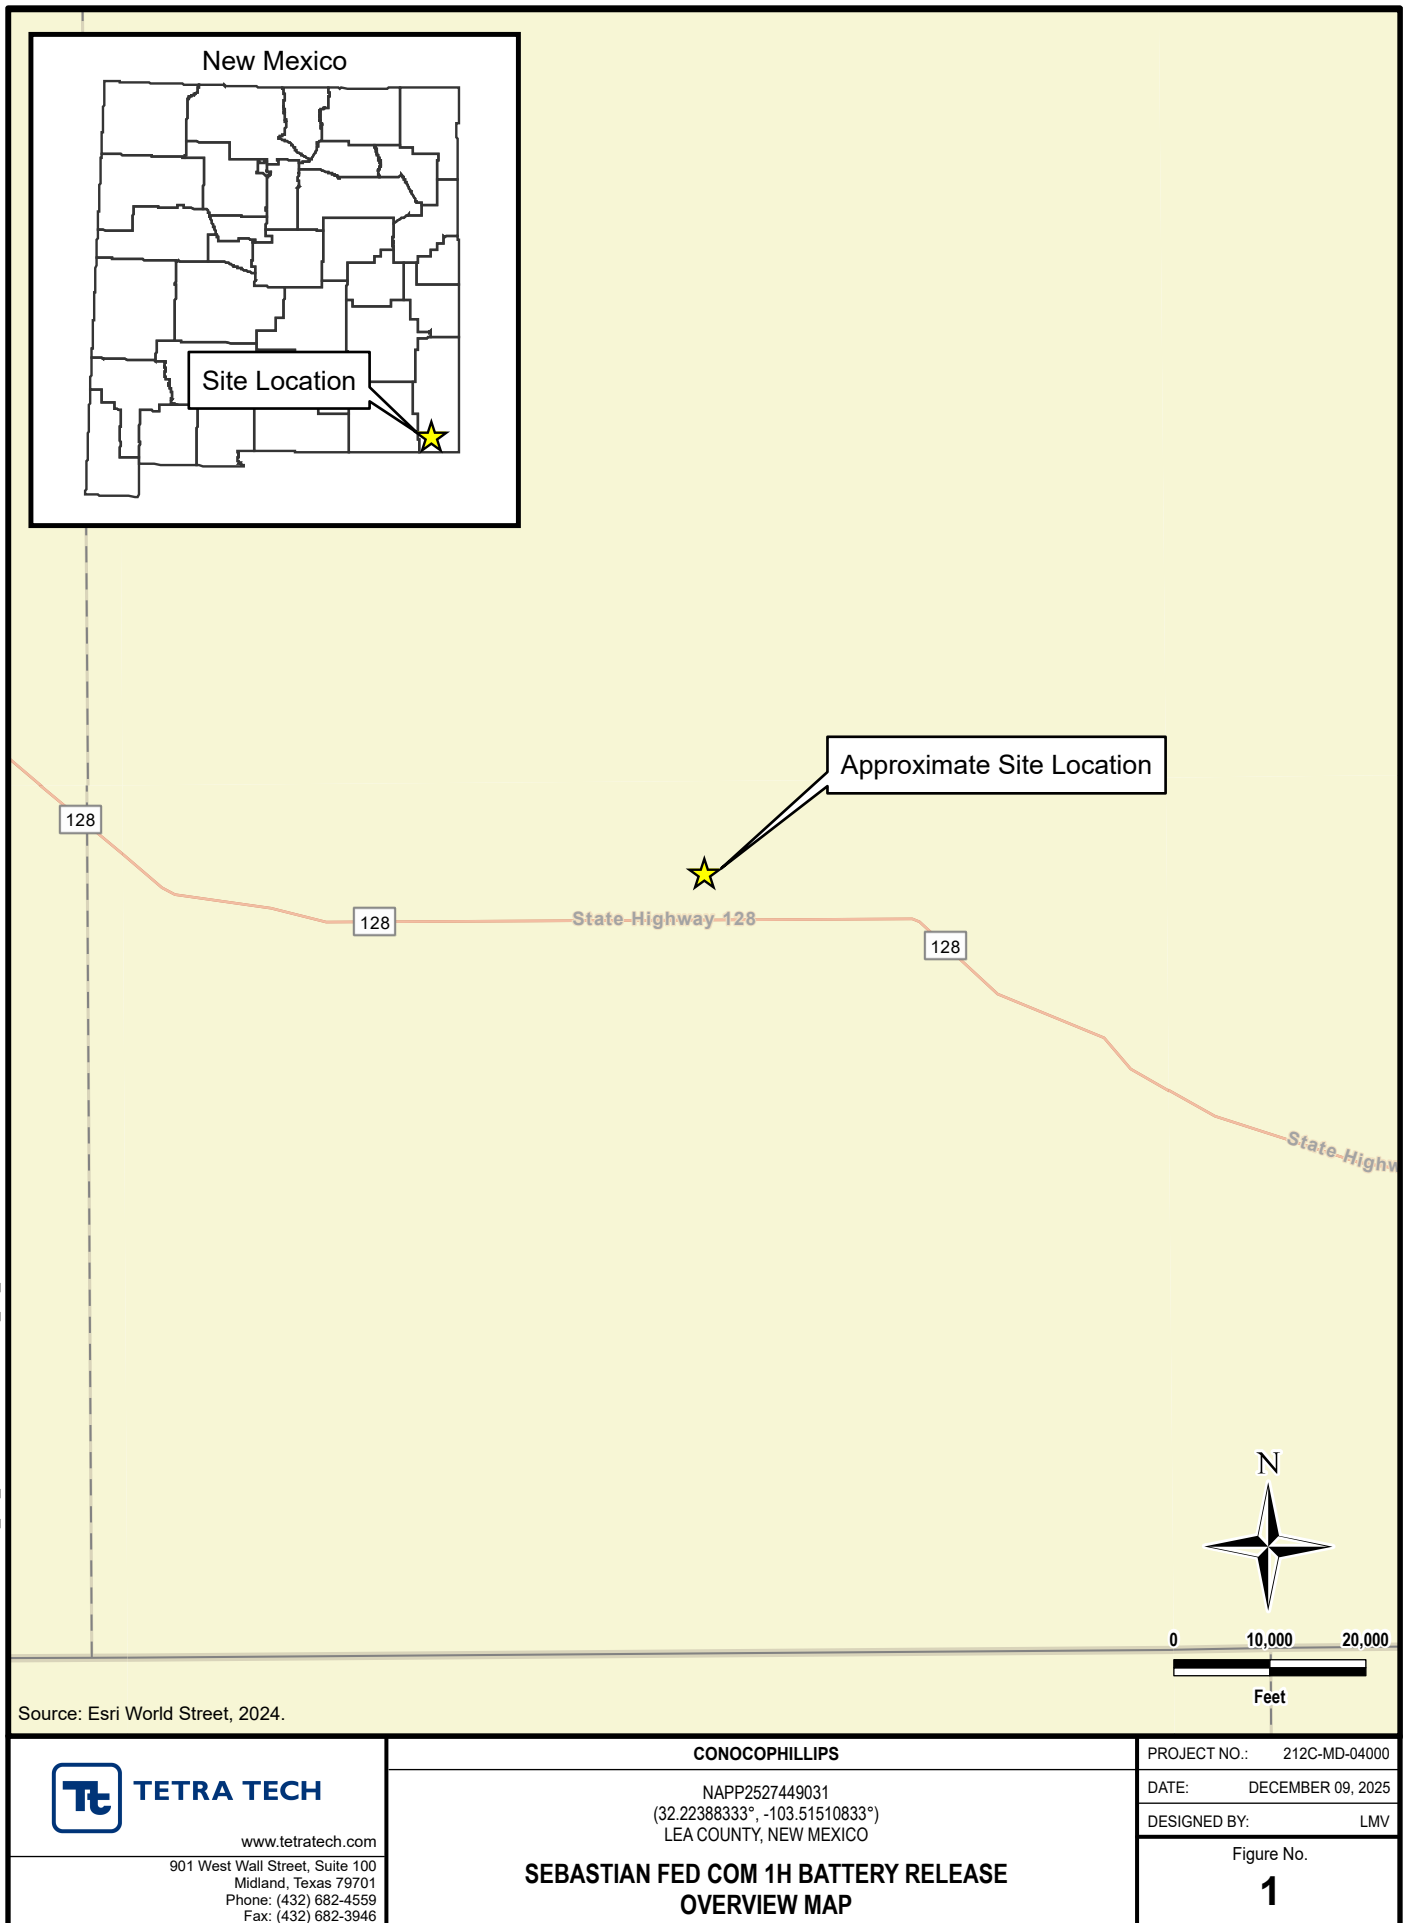 New Mexico
Site Location
Approximate Site Location
128
128
State Highway 128
128
State Highw
N
0 10,000 20,000
Feet
Source: Esri World Street, 2024.
Tt TETRA TECH
www.tetratech.com
901 West Wall Street, Suite 100
Midland, Texas 79701
Phone: (432) 682-4559
Fax: (432) 682-3946
CONOCOPHILLIPS
NAPP2527449031
(32.22388333°, -103.51510833°)
LEA COUNTY, NEW MEXICO
SEBASTIAN FED COM 1H BATTERY RELEASE
OVERVIEW MAP
PROJECT NO.: 212C-MD-04000
DATE: DECEMBER 09, 2025
DESIGNED BY: LMV
Figure No.
1